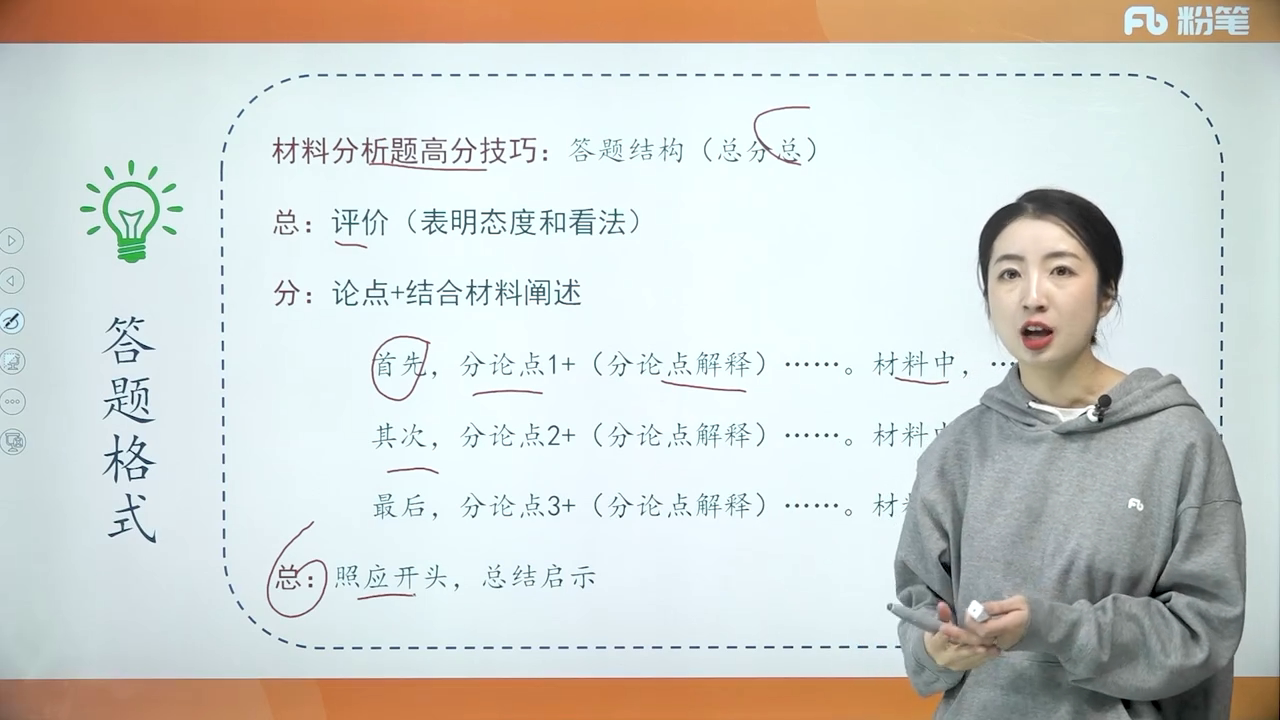 粉笔
材料分析题高分技巧：答题结构（总分总）
总：评价（表明态度和看法）
分：论点+结合材料阐述
首先，分论点1+（分论点解释）……。材料中，…
其次，分论点2+（分论点解释）……。材料
最后，分论点3+（分论点解释）……。材
总：照应开头，总结启示
答题格式